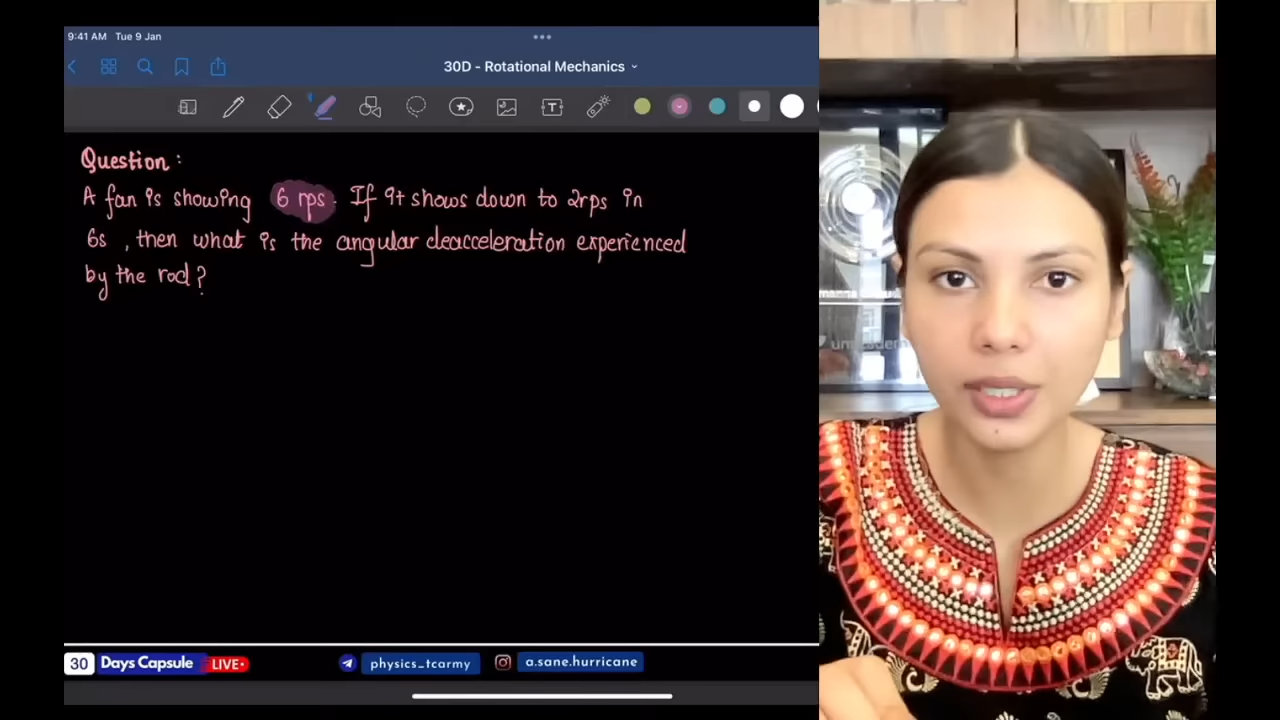 9:41 AM Tue 9 Jan
30D - Rotational Mechanics
Question:
A fan is showing 6 rps. If it shows down to 2rps in
6s, then what is the angular deacceleration experienced
by the rod?
30 Days Capsule LIVE
physics_tcarmy
a.sane.hurricane